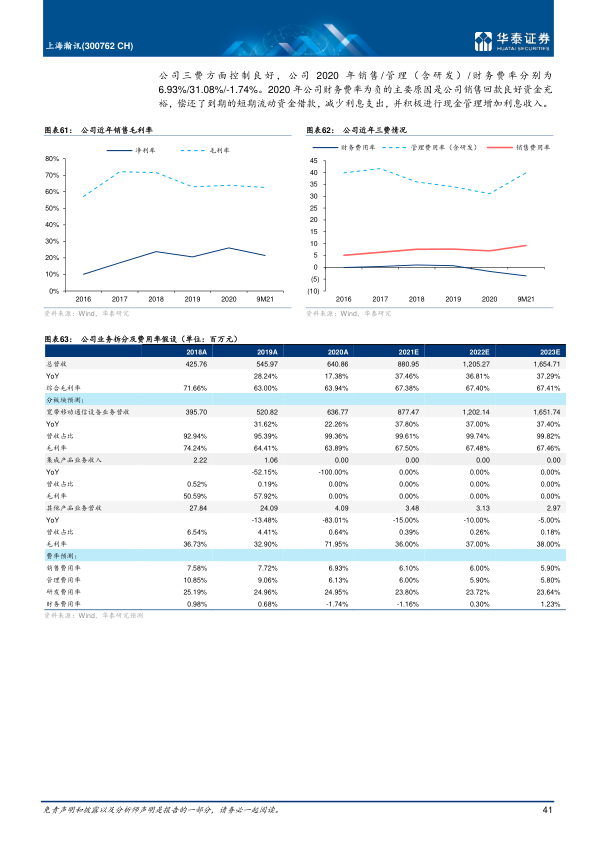 上海瀚讯(300762 CH)
华泰证券
HUATAI SECURITIES
公司三费方面控制良好，公司 2020 年销售/管理（含研发）/财务费率分别为
6.93%/31.08%/-1.74%。2020 年公司财务费率为负的主要原因是公司销售回款良好资金充
裕，偿还了到期的短期流动资金借款，减少利息支出，并积极进行现金管理增加利息收入。
图表61： 公司近年销售毛利率
净利率 毛利率
80%
70%
60%
50%
40%
30%
20%
10%
0%
2016 2017 2018 2019 2020 9M21
资料来源：Wind，华泰研究
图表62： 公司近年三费情况
财务费用率 管理费用率（含研发） 销售费用率
45
40
35
30
25
20
15
10
5
0
(5)
(10)
2016 2017 2018 2019 2020 9M21
资料来源：Wind，华泰研究
图表63： 公司业务拆分及费用率假设（单位：百万元）
2018A 2019A 2020A 2021E 2022E 2023E
总营收 425.76 545.97 640.86 880.95 1,205.27 1,654.71
YoY 28.24% 17.38% 37.46% 36.81% 37.29%
综合毛利率 71.66% 63.00% 63.94% 67.38% 67.40% 67.41%
分板块预测：
宽带移动通信设备业务营收 395.70 520.82 636.77 877.47 1,202.14 1,651.74
YoY 31.62% 22.26% 37.80% 37.00% 37.40%
营收占比 92.94% 95.39% 99.36% 99.61% 99.74% 99.82%
毛利率 74.24% 64.41% 63.89% 67.50% 67.48% 67.46%
集成产品业务收入 2.22 1.06 0.00 0.00 0.00 0.00
YoY -52.15% -100.00% 0.00% 0.00% 0.00%
营收占比 0.52% 0.19% 0.00% 0.00% 0.00% 0.00%
毛利率 50.59% 57.92% 0.00% 0.00% 0.00% 0.00%
其他产品业务营收 27.84 24.09 4.09 3.48 3.13 2.97
YoY -13.48% -83.01% -15.00% -10.00% -5.00%
营收占比 6.54% 4.41% 0.64% 0.39% 0.26% 0.18%
毛利率 36.73% 32.90% 71.95% 36.00% 37.00% 38.00%
费率预测：
销售费用率 7.58% 7.72% 6.93% 6.10% 6.00% 5.90%
管理费用率 10.85% 9.06% 6.13% 6.00% 5.90% 5.80%
研发费用率 25.19% 24.96% 24.95% 23.80% 23.72% 23.64%
财务费用率 0.98% 0.68% -1.74% -1.16% 0.30% 1.23%
资料来源：Wind，华泰研究预测
免责声明和披露以及分析师声明是报告的一部分，请务必一起阅读。 41